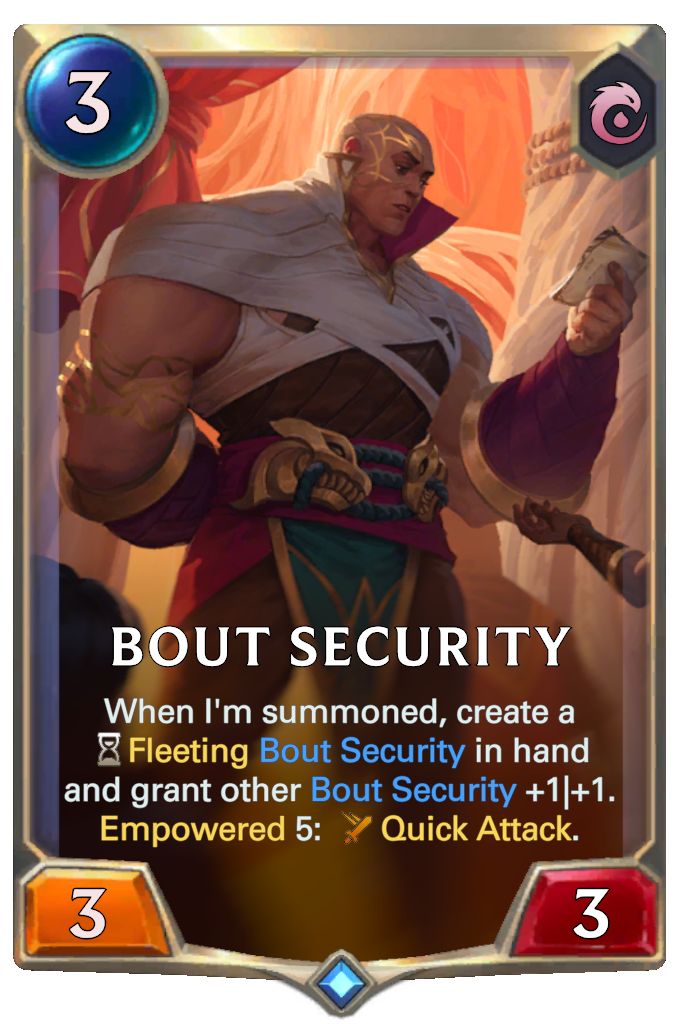 3
BOUT SECURITY
When I'm summoned, create a
Fleeting Bout Security in hand
and grant other Bout Security +1|+1.
Empowered 5: Quick Attack.
3
3